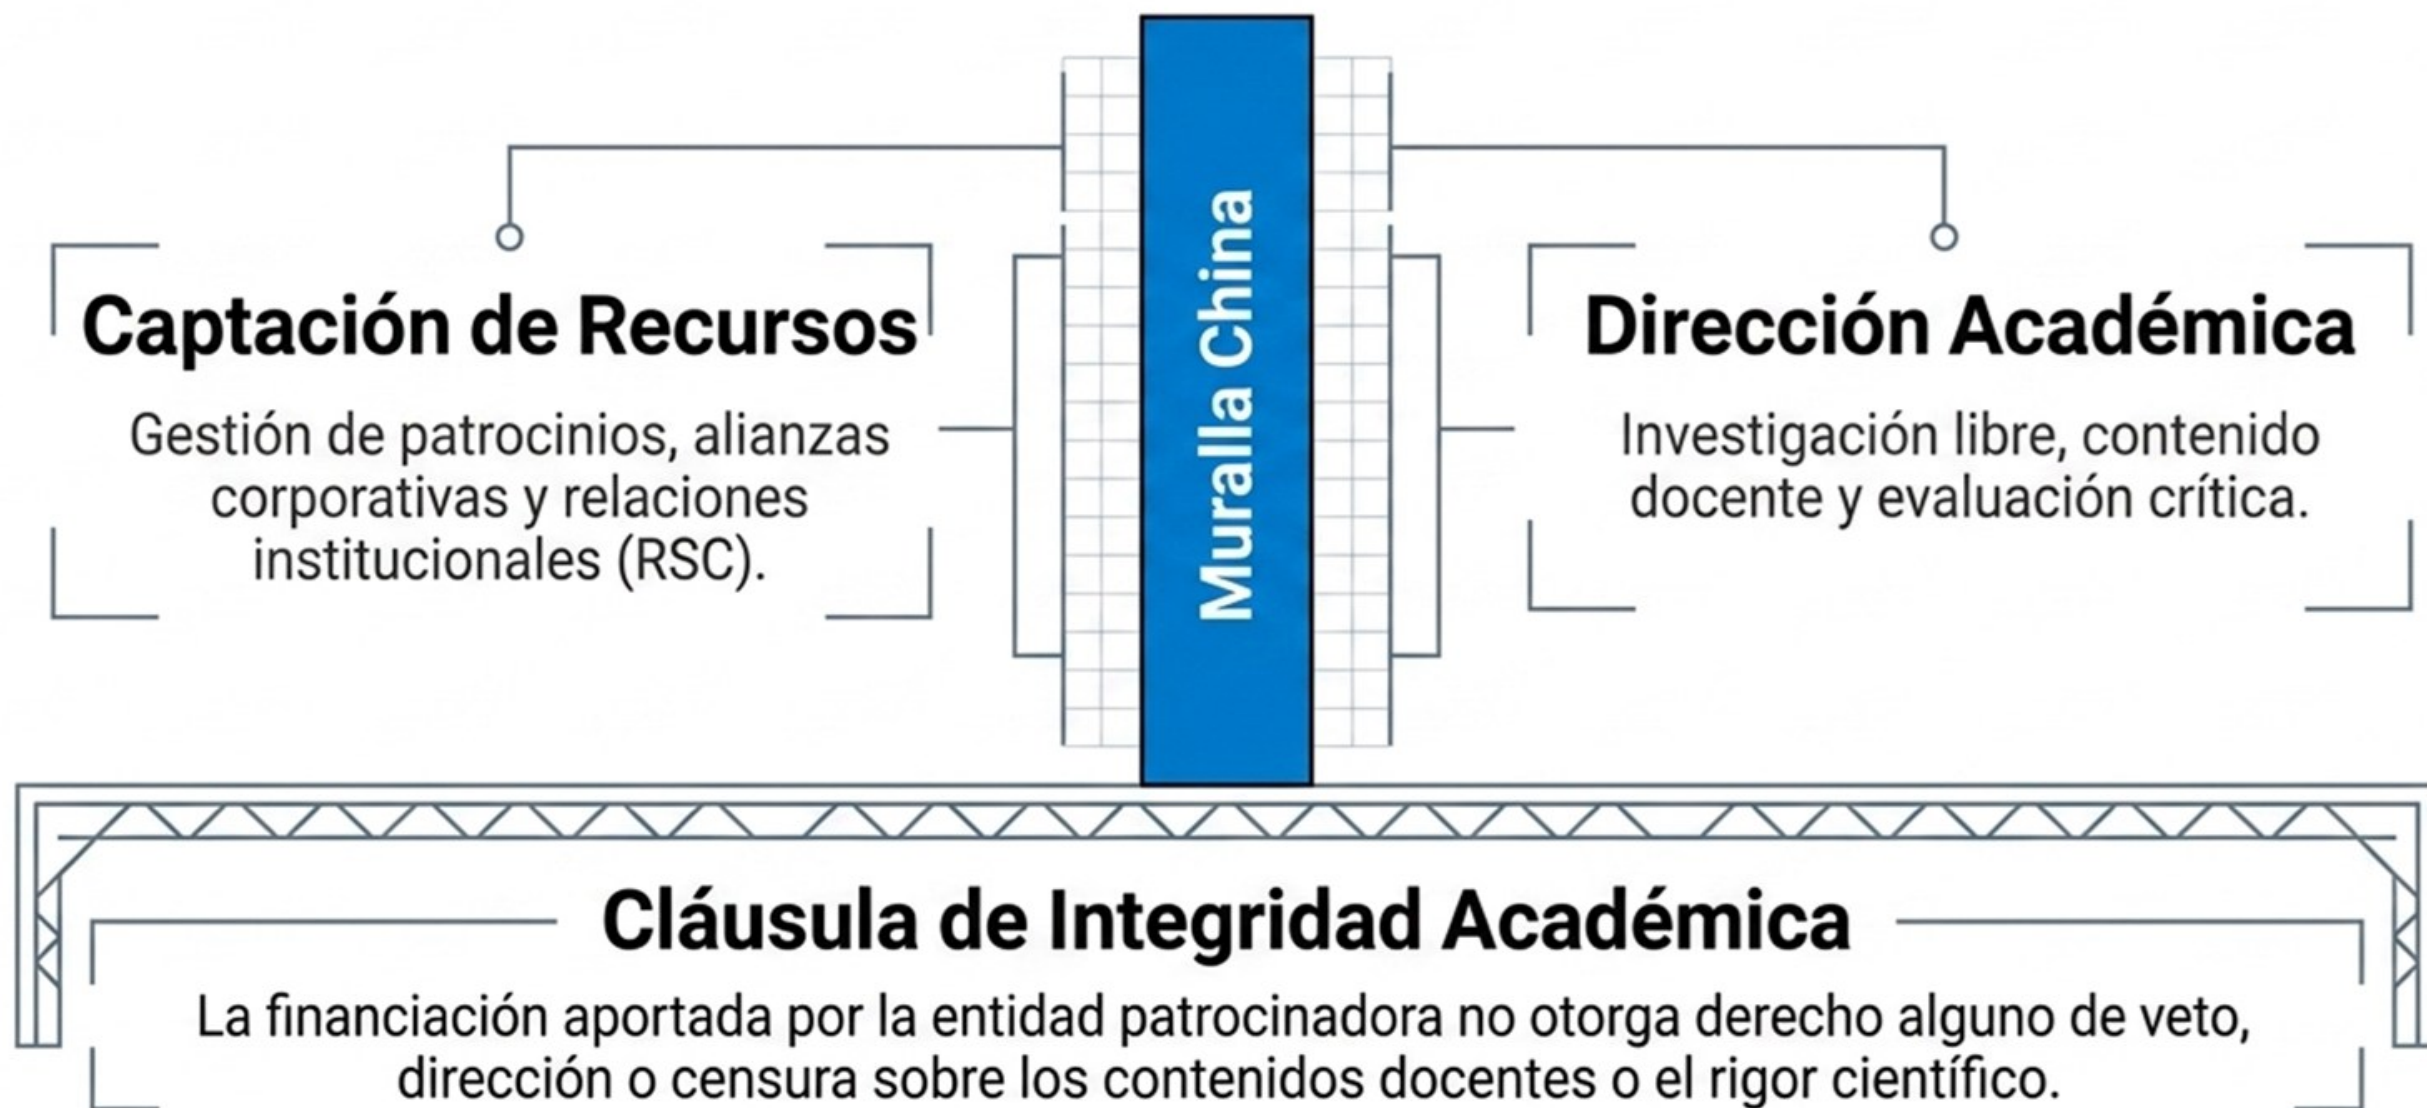 Captación de Recursos
Gestión de patrocinios, alianzas
corporativas y relaciones
institucionales (RSC).
Muralla China
Dirección Académica
Investigación libre, contenido
docente y evaluación crítica.
Cláusula de Integridad Académica
La financiación aportada por la entidad patrocinadora no otorga derecho alguno de veto,
dirección o censura sobre los contenidos docentes o el rigor científico.